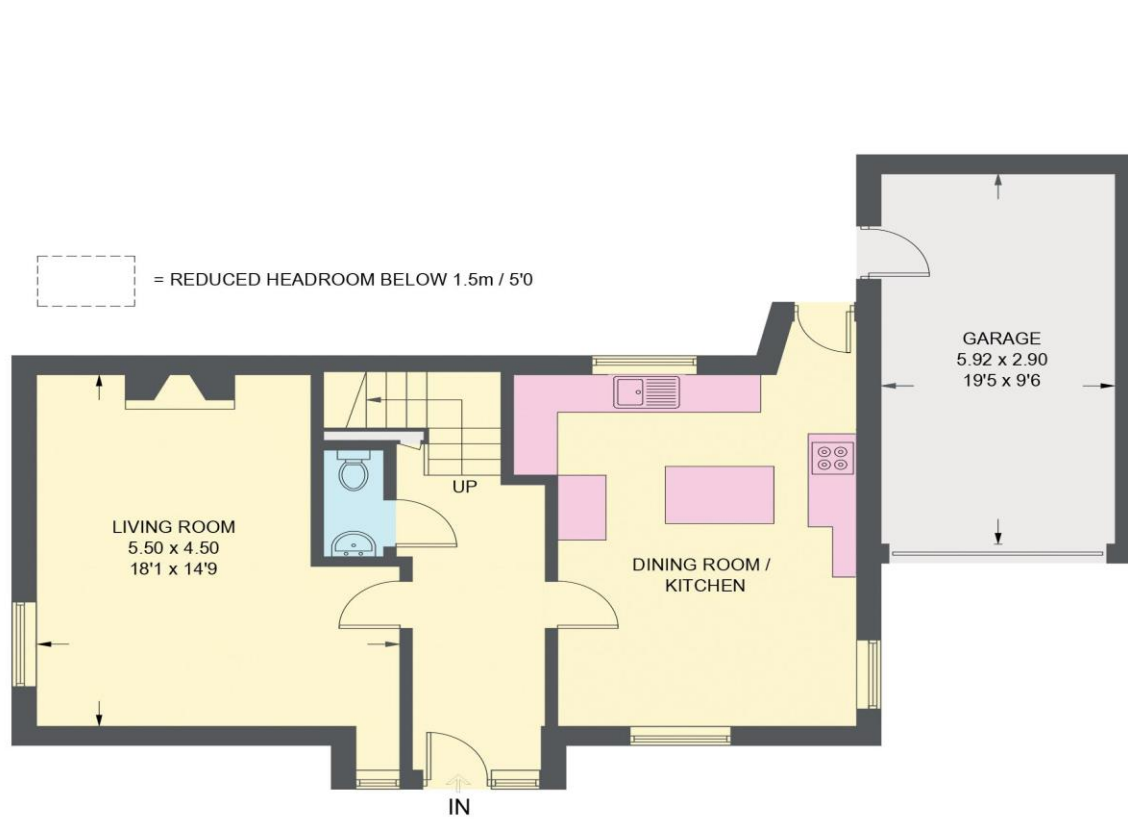 = REDUCED HEADROOM BELOW 1.5m / 5'0
GARAGE
5.92 x 2.90
19'5 x 9'6
UP
LIVING ROOM
5.50 x 4.50
18'1 x 14'9
DINING ROOM /
KITCHEN
IN